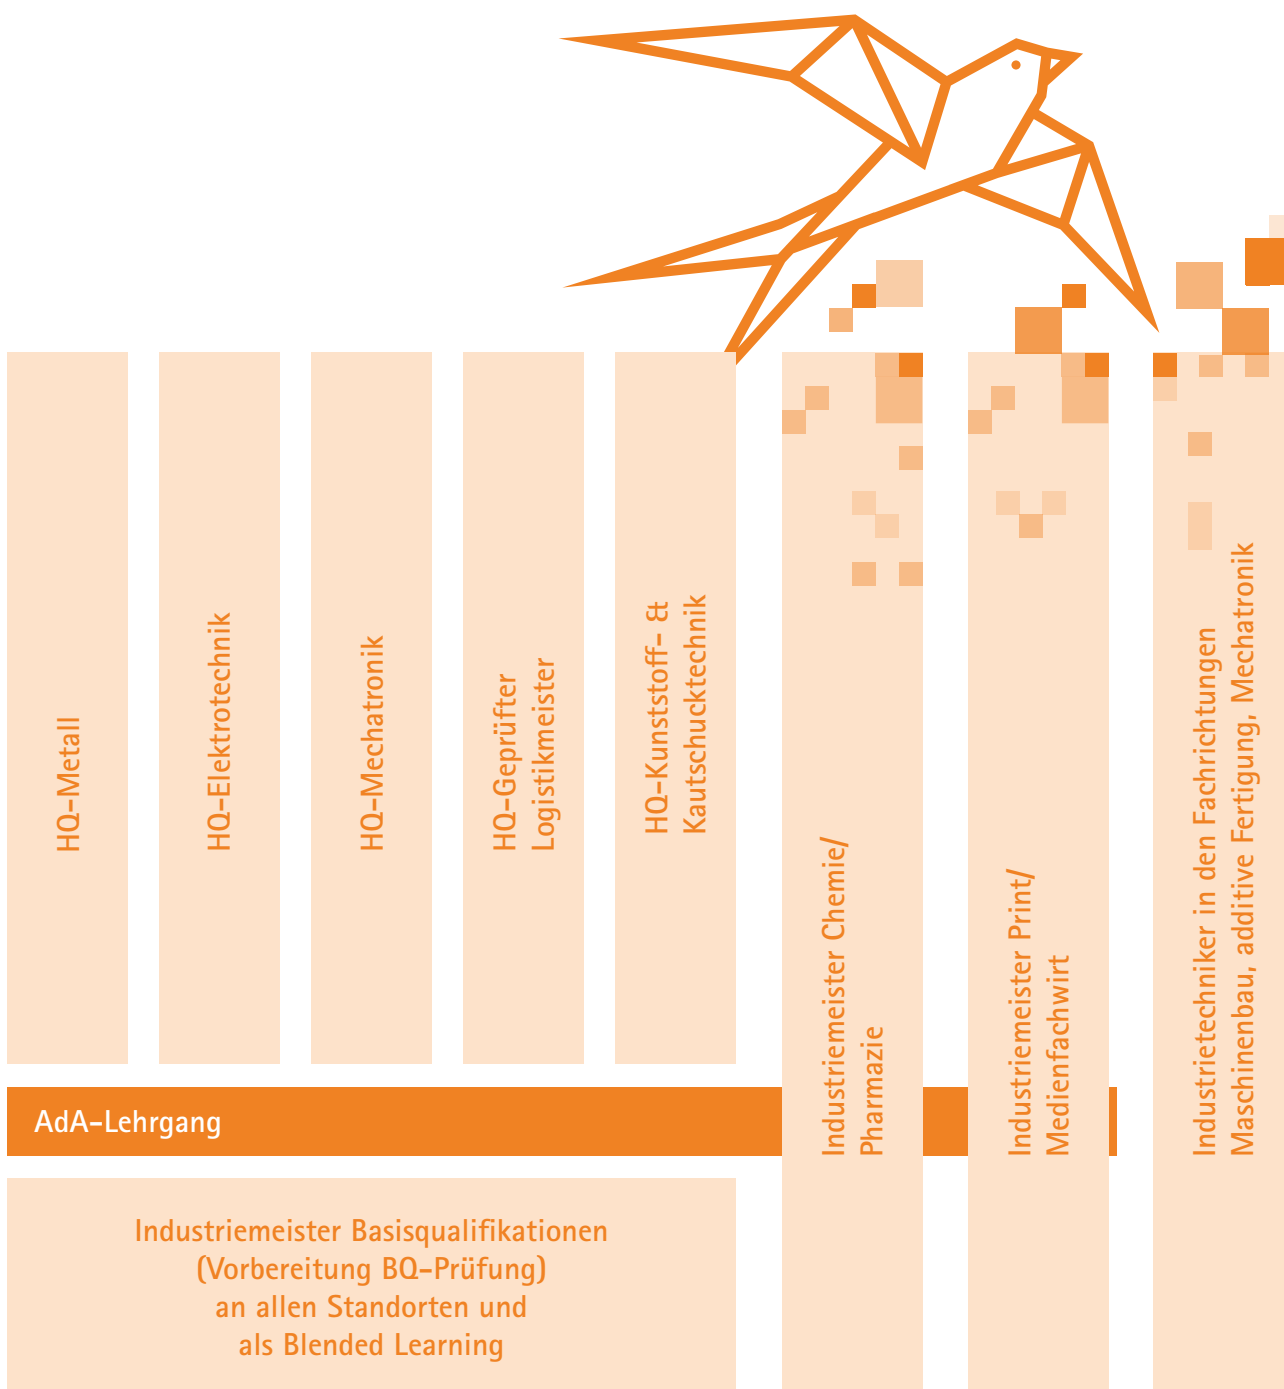 HQ-Metall
HQ-Elektrotechnik
HQ-Mechatronik
HQ-Geprüfter
Logistikmeister
HQ-Kunststoff- &
Kautschucktechnik
Industriemeister Chemie/
Pharmazie
Industriemeister Print/
Medienfachwirt
Industrietechniker in den Fachrichtungen
Maschinenbau, additive Fertigung, Mechatronik
AdA-Lehrgang
Industriemeister Basisqualifikationen
(Vorbereitung BQ-Prüfung)
an allen Standorten und
als Blended Learning